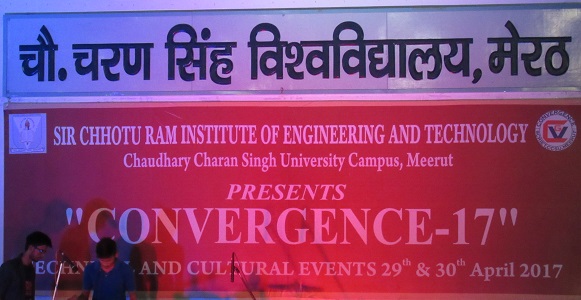 चौ. चरण सिंह विश्वविद्यालय, मेरठ
SIR CHHOTU RAM INSTITUTE OF ENGINEERING AND TECHNOLOGY
Chaudhary Charan Singh University Campus, Meerut
PRESENTS
"CONVERGENCE-17"
AND CULTURAL EVENTS 29th & 30th April 2017